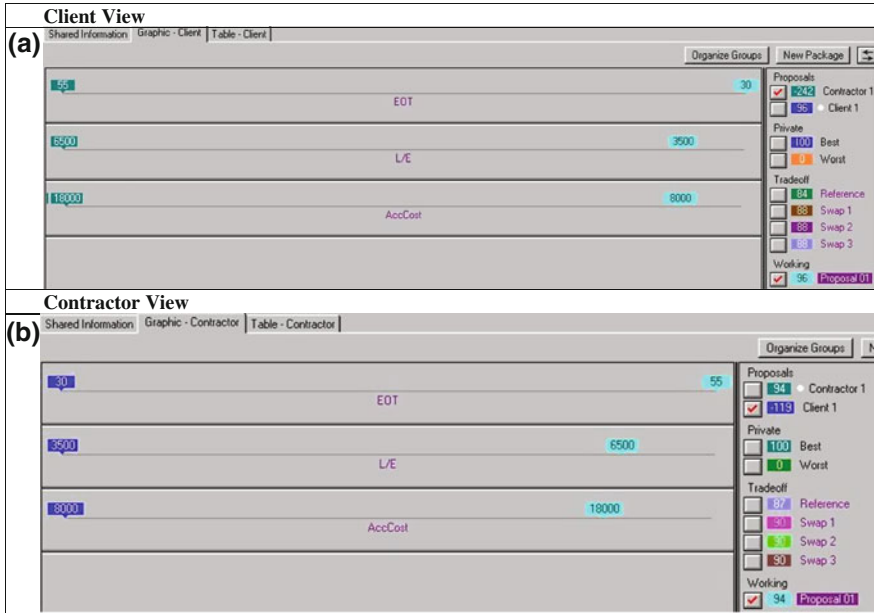 Client View
(a)
Shared Information Graphic - Client Table - Client
Organize Groups New Package
55 30
EOT
6500 3500
L/E
18000 8000
AccCost
Proposals
-242 Contractor 1
96 Client 1
Private
100 Best
0 Worst
Tradeoff
84 Reference
88 Swap 1
88 Swap 2
88 Swap 3
Working
96 Proposal 01
Contractor View
(b)
Shared Information Graphic - Contractor Table - Contractor
Organize Groups N
30 55
EOT
3500 6500
L/E
8000 18000
AccCost
Proposals
94 Contractor 1
-119 Client 1
Private
100 Best
0 Worst
Tradeoff
87 Reference
90 Swap 1
90 Swap 2
90 Swap 3
Working
94 Proposal 01